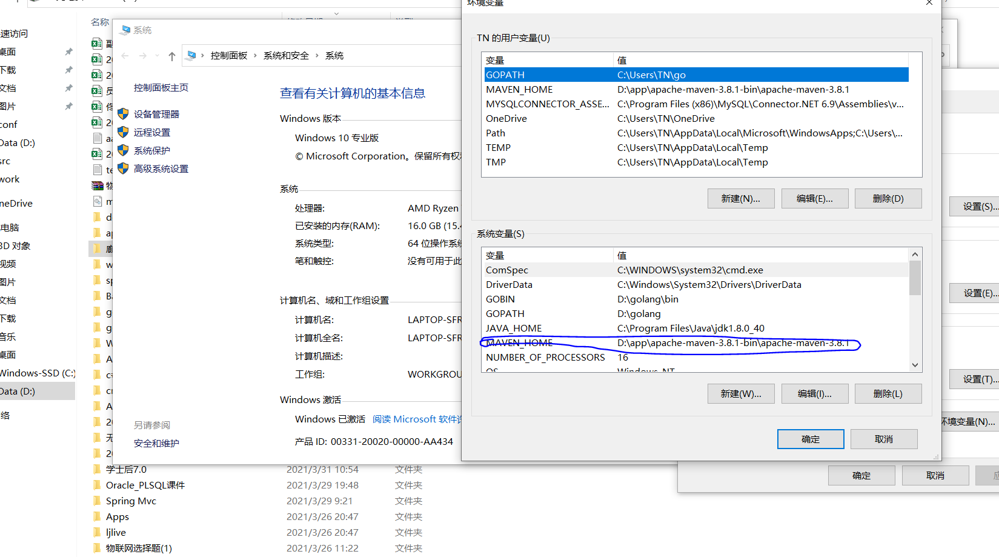 环境变量
名称
系统
速访问
桌面
下载
文档
图片
conf
Data (D:)
src
work
neDrive
电脑
3D 对象
视频
图片
文档
下载
音乐
桌面
Windows-SSD (C:)
Data (D:)
络
控制面板 › 系统和安全 › 系统
控制面板主页
设备管理器
远程设置
系统保护
高级系统设置
另请参阅
安全和维护
查看有关计算机的基本信息
Windows 版本
Windows 10 专业版
© Microsoft Corporation。保留所有权
系统
处理器: AMD Ryzen
已安装的内存(RAM): 16.0 GB (15.4
系统类型: 64 位操作系
笔和触控: 没有可用于此
计算机名、域和工作组设置
计算机名: LAPTOP-SFR
计算机全名: LAPTOP-SFR
计算机描述:
工作组: WORKGROU
Windows 激活
Windows 已激活 阅读 Microsoft 软件许
产品 ID: 00331-20020-00000-AA434
TN 的用户变量(U)
变量 值
GOPATH C:\Users\TN\go
MAVEN_HOME D:\app\apache-maven-3.8.1-bin\apache-maven-3.8.1
MYSQLCONNECTOR_ASSE... C:\Program Files (x86)\MySQL\Connector.NET 6.9\Assemblies\v...
OneDrive C:\Users\TN\OneDrive
Path C:\Users\TN\AppData\Local\Microsoft\WindowsApps;C:\Users\...
TEMP C:\Users\TN\AppData\Local\Temp
TMP C:\Users\TN\AppData\Local\Temp
新建(N)... 编辑(E)... 删除(D)
系统变量(S)
变量 值
ComSpec C:\WINDOWS\system32\cmd.exe
DriverData C:\Windows\System32\Drivers\DriverData
GOBIN D:\golang\bin
GOPATH D:\golang
JAVA_HOME C:\Program Files\Java\jdk1.8.0_40
MAVEN_HOME D:\app\apache-maven-3.8.1-bin\apache-maven-3.8.1
NUMBER_OF_PROCESSORS 16
OS Windows_NT
新建(W)... 编辑(I)... 删除(L)
确定 取消
设置(S)...
设置(E)...
设置(T)...
环境变量(N)...
确定 取消
学士后7.0 2021/3/31 10:54 文件夹
Oracle_PLSQL课件 2021/3/29 19:48 文件夹
Spring Mvc 2021/3/29 9:21 文件夹
Apps 2021/3/26 20:47 文件夹
ljlive 2021/3/26 20:47 文件夹
物联网选择题(1) 2021/3/26 11:22 文件夹